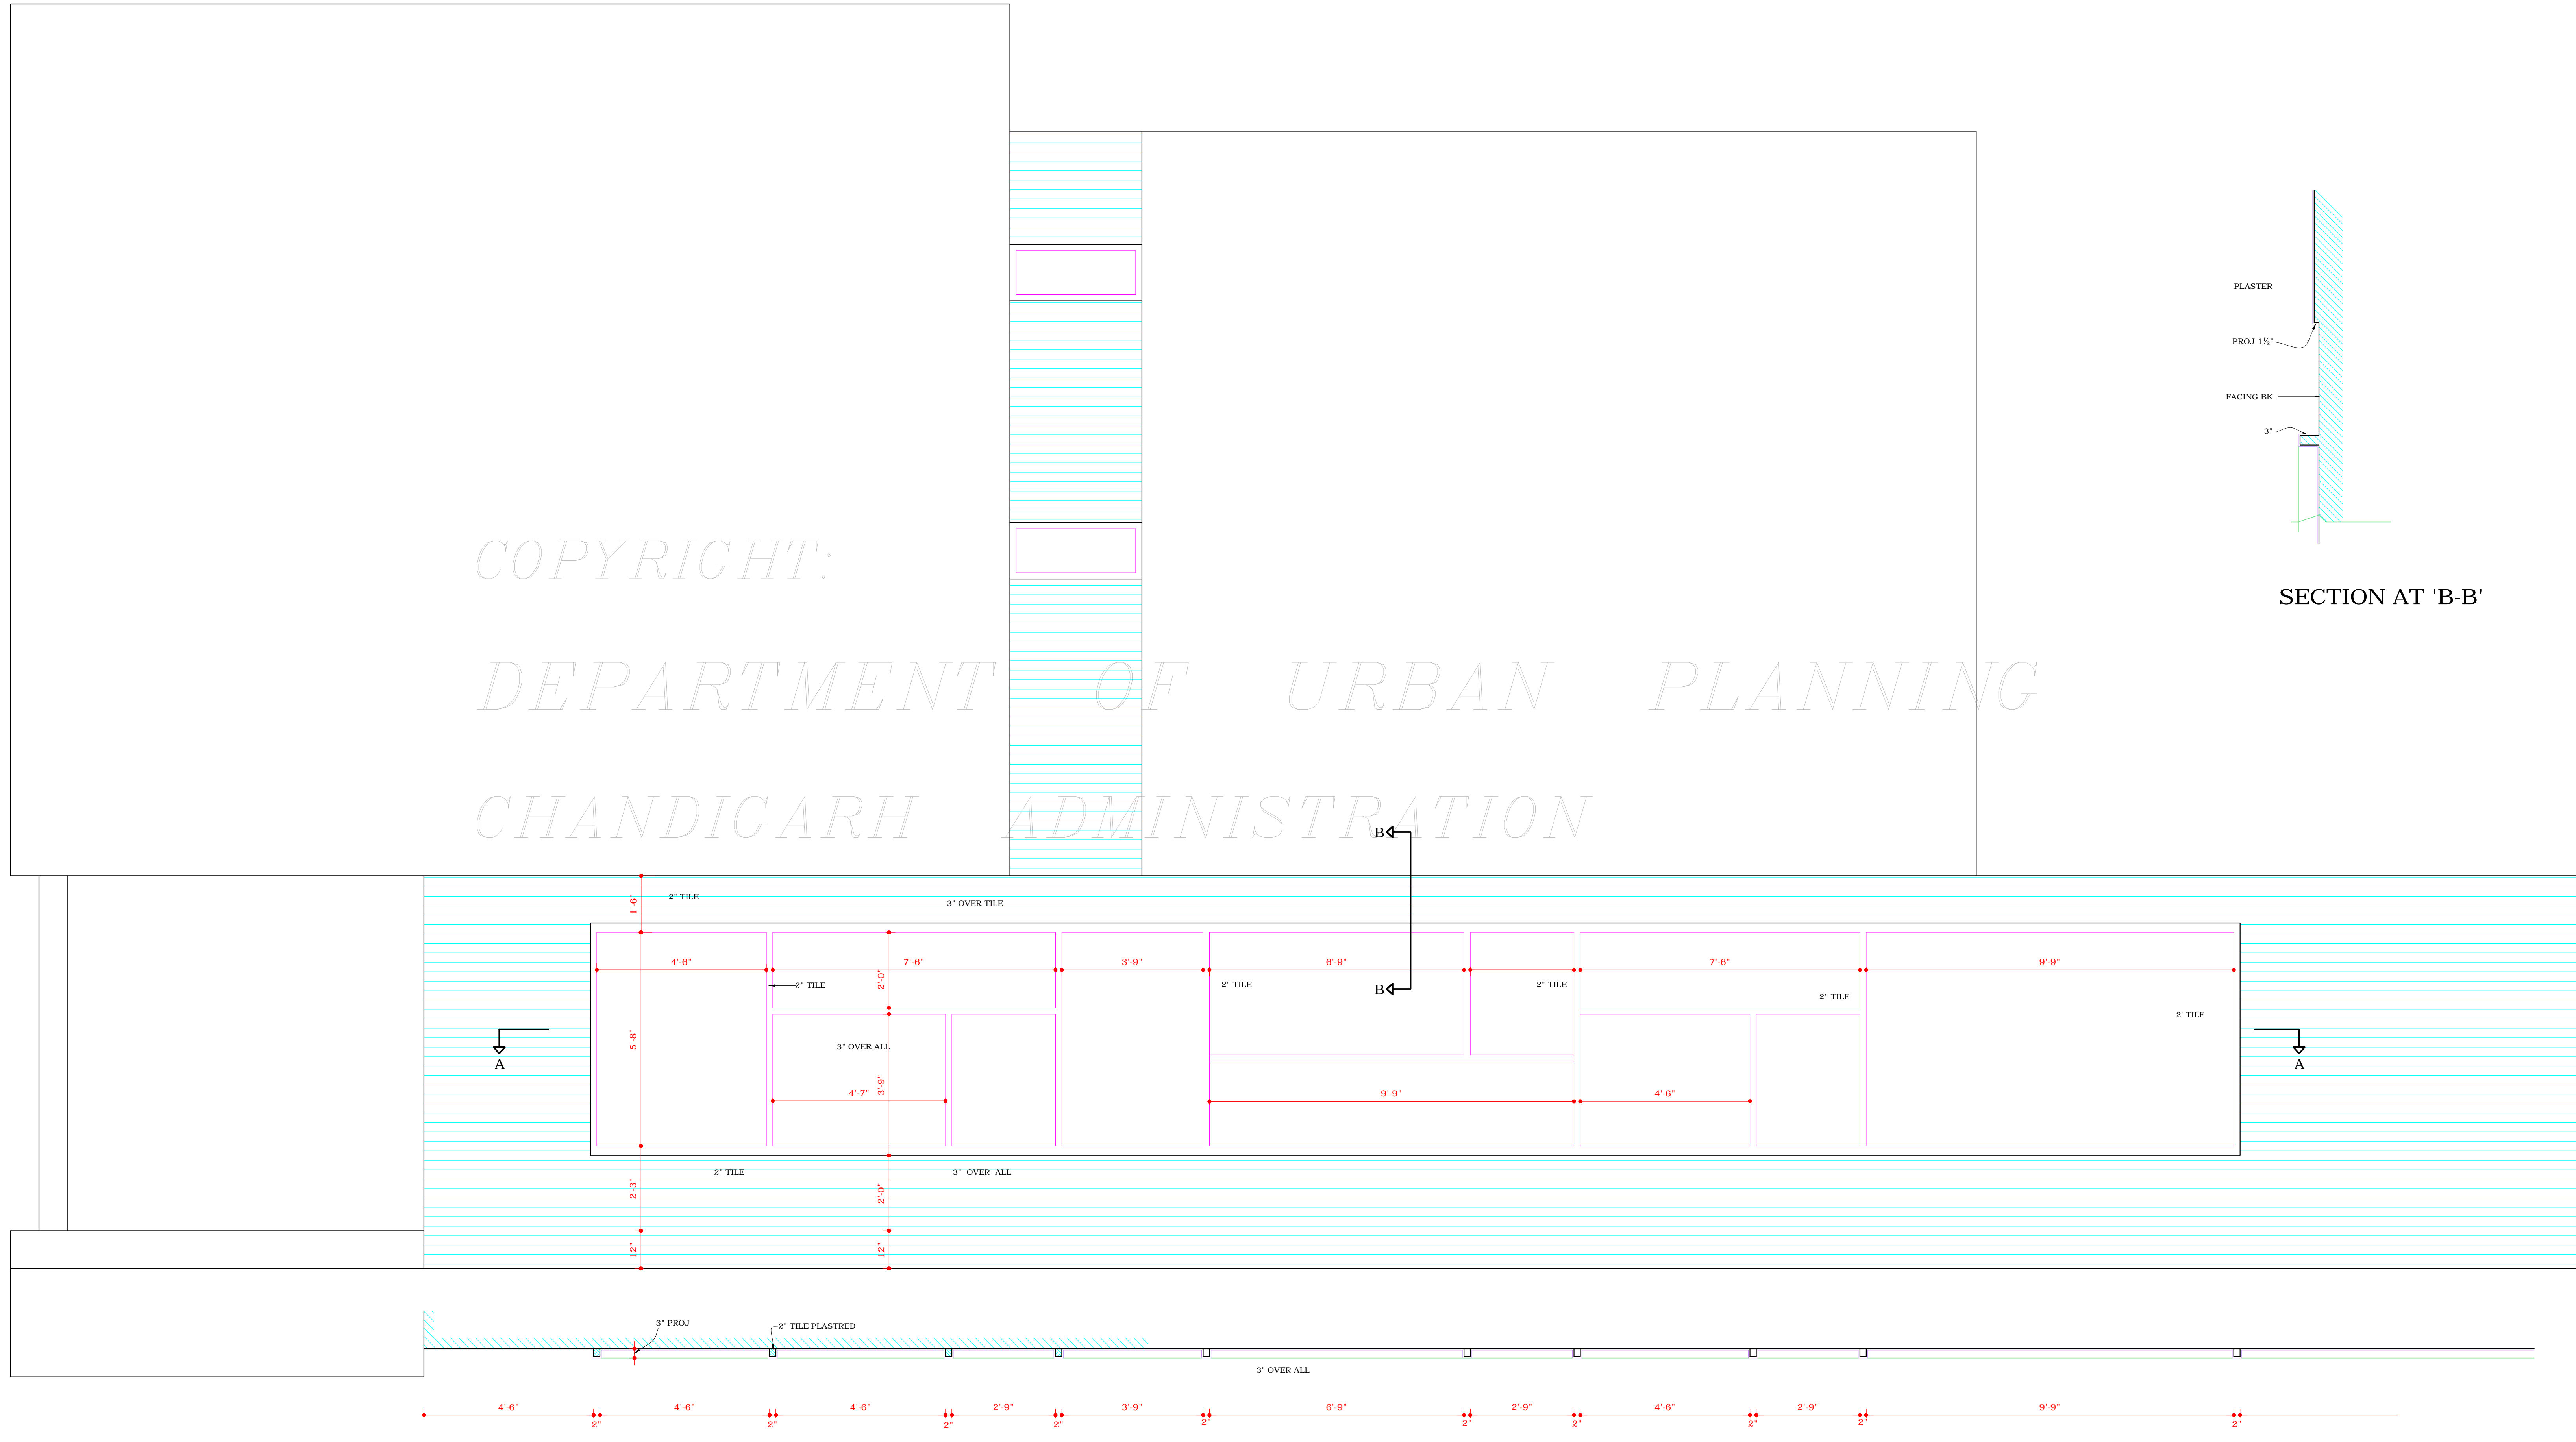 PLASTER
PROJ 1½"
FACING BK.
3"
SECTION AT 'B-B'
COPYRIGHT:
DEPARTMENT OF URBAN PLANNING
CHANDIGARH ADMINISTRATION
B
1'-6"
2" TILE
3" OVER TILE
4'-6"
7'-6"
3'-9"
6'-9"
7'-6"
9'-9"
2'-0"
2" TILE
2" TILE
B
2" TILE
2" TILE
2' TILE
5'-8"
3" OVER ALL
A
A
3'-9"
4'-7"
9'-9"
4'-6"
2" TILE
3" OVER ALL
2'-3"
2'-0"
12"
12"
3" PROJ
2" TILE PLASTRED
3" OVER ALL
4'-6" 4'-6" 4'-6" 2'-9" 3'-9" 6'-9" 2'-9" 4'-6" 2'-9" 9'-9"
2" 2" 2" 2" 2" 2" 2" 2" 2" 2"